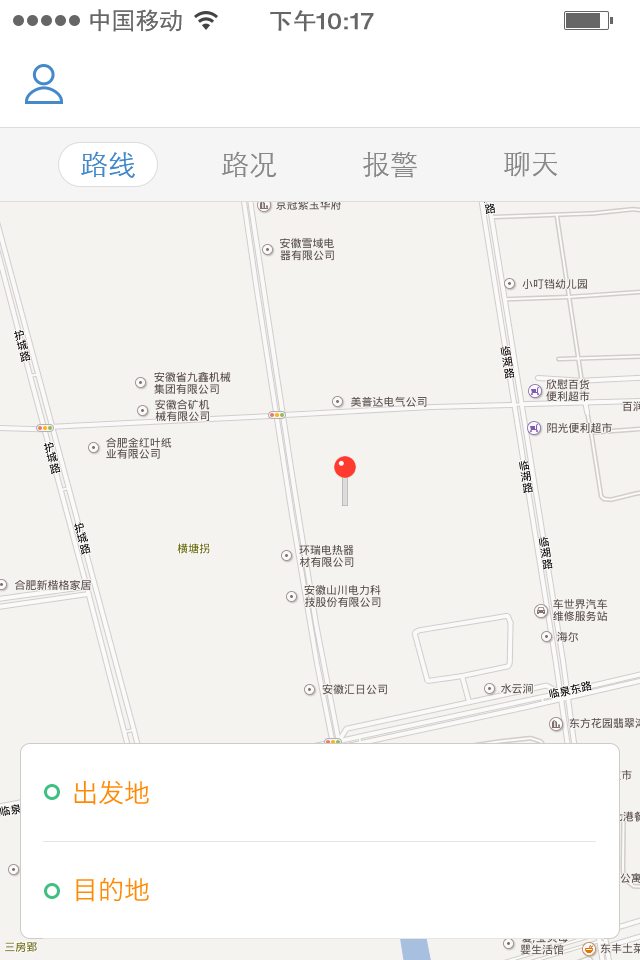 中国移动
下午10:17
路线
路况
报警
聊天
京冠紫玉华府
路
安徽雪域电
器有限公司
小叮铛幼儿园
护城路
临湖路
安徽省九鑫机械
集团有限公司
欣慰百货
便利超市
安徽合矿机
械有限公司
美普达电气公司
百润
阳光便利超市
合肥金红叶纸
业有限公司
护城路
临湖路
护城路
横塘拐
环瑞电热器
材有限公司
临湖路
合肥新楷格家居
安徽山川电力科
技股份有限公司
车世界汽车
维修服务站
海尔
安徽汇日公司
水云涧
临泉东路
东方花园翡翠湾
出发地
市
临泉
目的地
公寓
三房郢
婴生活馆
东丰土菜